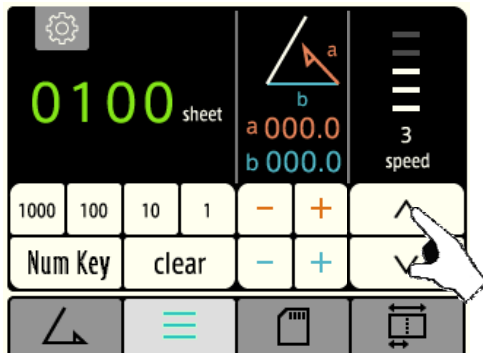 0100 sheet
a
b
a 000.0
b 000.0
3
speed
1000 100 10 1 − +
Num Key clear − +